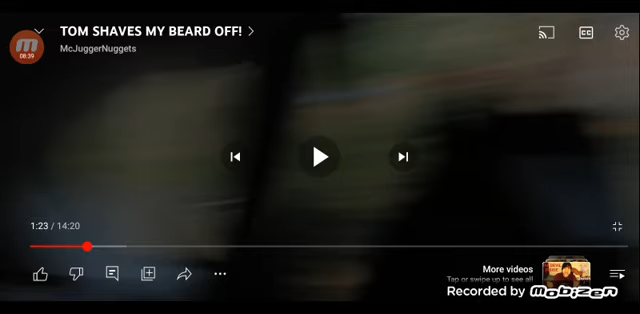 TOM SHAVES MY BEARD OFF!
McJuggerNuggets
08:39
CC
1:23 / 14:20
More videos
Tap or swipe up to see all
Recorded by Mobizen